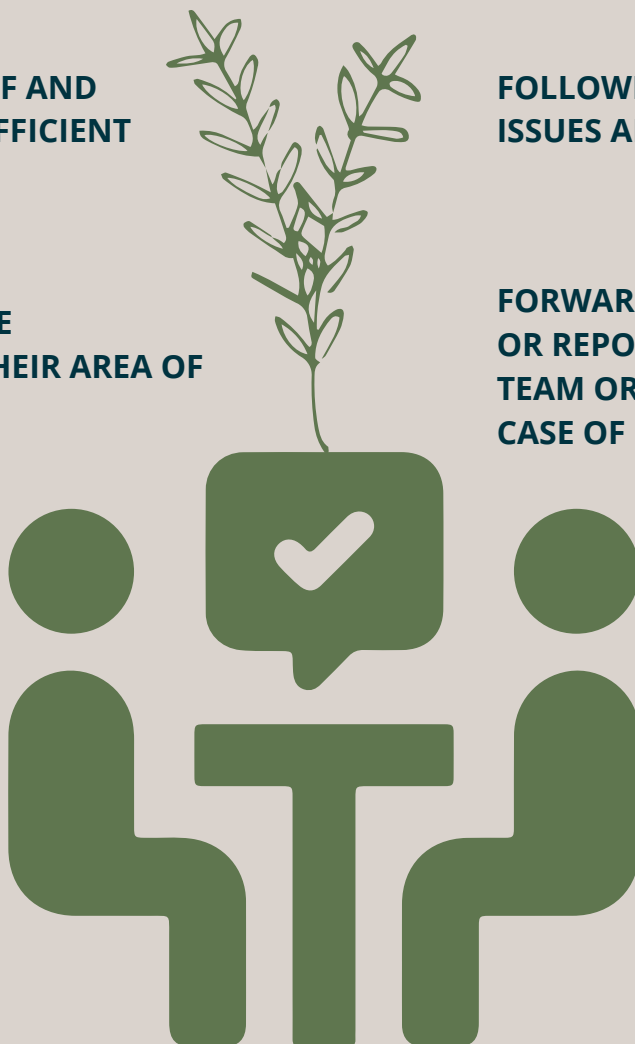 F AND
FFICIENT
E
HEIR AREA OF
FOLLOW
ISSUES A
FORWAR
OR REPO
TEAM OR
CASE OF